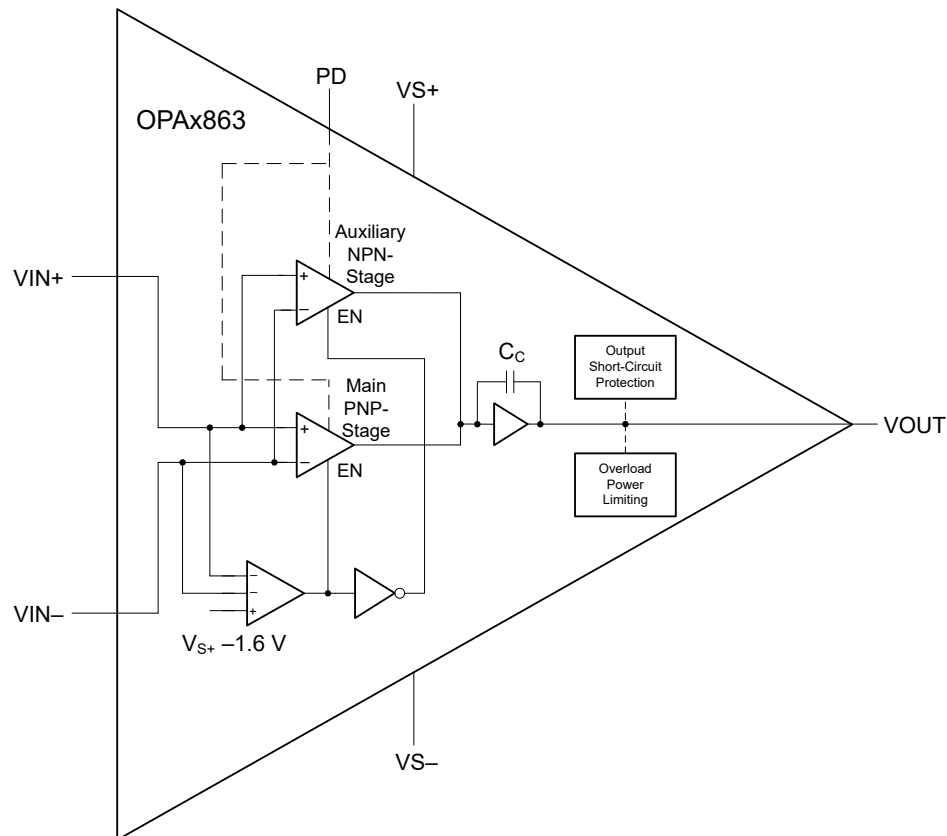 PD
VS+
OPAx863
Auxiliary
NPN-
Stage
VIN+
+
−
EN
CC
Output
Short-Circuit
Protection
Main
PNP-
Stage
+
−
EN
VOUT
Overload
Power
Limiting
−
−
+
VIN–
VS+ –1.6 V
VS–